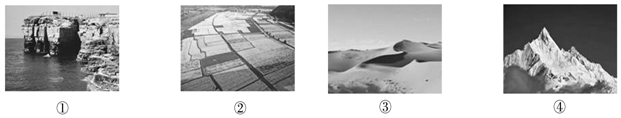 ① ② ③ ④